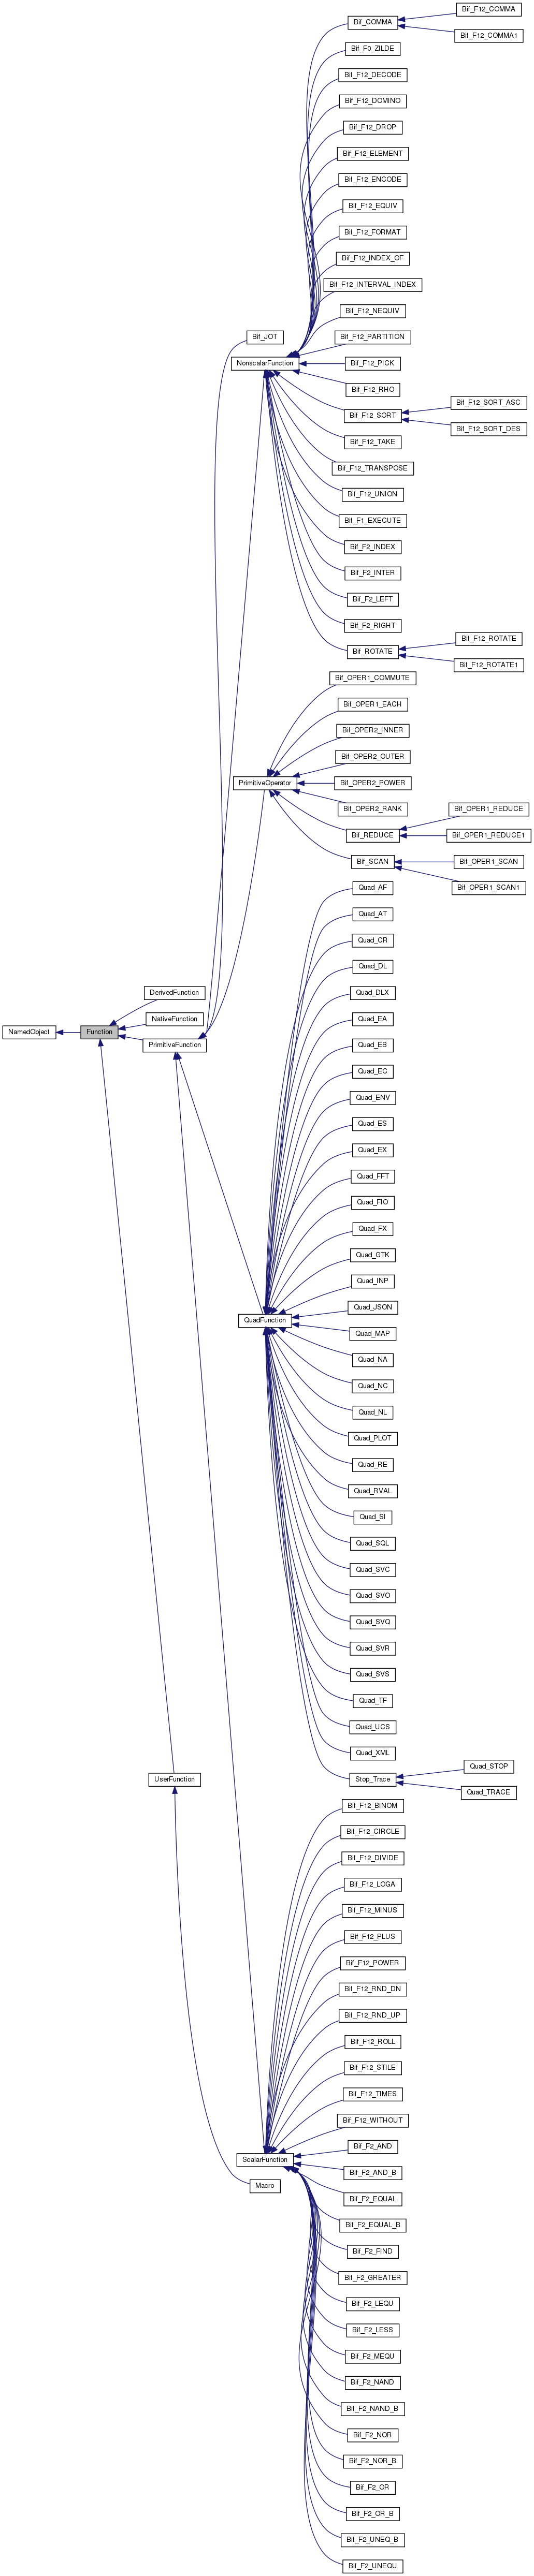 Bif_F12_COMMA
Bif_COMMA
Bif_F12_COMMA1
Bif_F0_ZILDE
Bif_F12_DECODE
Bif_F12_DOMINO
Bif_F12_DROP
Bif_F12_ELEMENT
Bif_F12_ENCODE
Bif_F12_EQUIV
Bif_F12_FORMAT
Bif_F12_INDEX_OF
Bif_F12_INTERVAL_INDEX
Bif_F12_NEQUIV
Bif_JOT
Bif_F12_PARTITION
NonscalarFunction
Bif_F12_PICK
Bif_F12_RHO
Bif_F12_SORT_ASC
Bif_F12_SORT
Bif_F12_SORT_DES
Bif_F12_TAKE
Bif_F12_TRANSPOSE
Bif_F12_UNION
Bif_F1_EXECUTE
Bif_F2_INDEX
Bif_F2_INTER
Bif_F2_LEFT
Bif_F2_RIGHT
Bif_F12_ROTATE
Bif_ROTATE
Bif_F12_ROTATE1
Bif_OPER1_COMMUTE
Bif_OPER1_EACH
Bif_OPER2_INNER
Bif_OPER2_OUTER
PrimitiveOperator
Bif_OPER2_POWER
Bif_OPER2_RANK
Bif_OPER1_REDUCE
Bif_REDUCE
Bif_OPER1_REDUCE1
Bif_SCAN
Bif_OPER1_SCAN
Bif_OPER1_SCAN1
Quad_AF
Quad_AT
Quad_CR
Quad_DL
DerivedFunction
Quad_DLX
NativeFunction
Quad_EA
NamedObject
Function
PrimitiveFunction
Quad_EB
Quad_EC
Quad_ENV
Quad_ES
Quad_EX
Quad_FFT
Quad_FIO
Quad_FX
Quad_GTK
Quad_INP
Quad_JSON
QuadFunction
Quad_MAP
Quad_NA
Quad_NC
Quad_NL
Quad_PLOT
Quad_RE
Quad_RVAL
Quad_SI
Quad_SQL
Quad_SVC
Quad_SVO
Quad_SVQ
Quad_SVR
Quad_SVS
Quad_TF
Quad_UCS
Quad_XML
Quad_STOP
UserFunction
Stop_Trace
Quad_TRACE
Bif_F12_BINOM
Bif_F12_CIRCLE
Bif_F12_DIVIDE
Bif_F12_LOGA
Bif_F12_MINUS
Bif_F12_PLUS
Bif_F12_POWER
Bif_F12_RND_DN
Bif_F12_RND_UP
Bif_F12_ROLL
Bif_F12_STILE
Bif_F12_TIMES
Bif_F12_WITHOUT
Bif_F2_AND
ScalarFunction
Bif_F2_AND_B
Macro
Bif_F2_EQUAL
Bif_F2_EQUAL_B
Bif_F2_FIND
Bif_F2_GREATER
Bif_F2_LEQU
Bif_F2_LESS
Bif_F2_MEQU
Bif_F2_NAND
Bif_F2_NAND_B
Bif_F2_NOR
Bif_F2_NOR_B
Bif_F2_OR
Bif_F2_OR_B
Bif_F2_UNEQ_B
Bif_F2_UNEQU